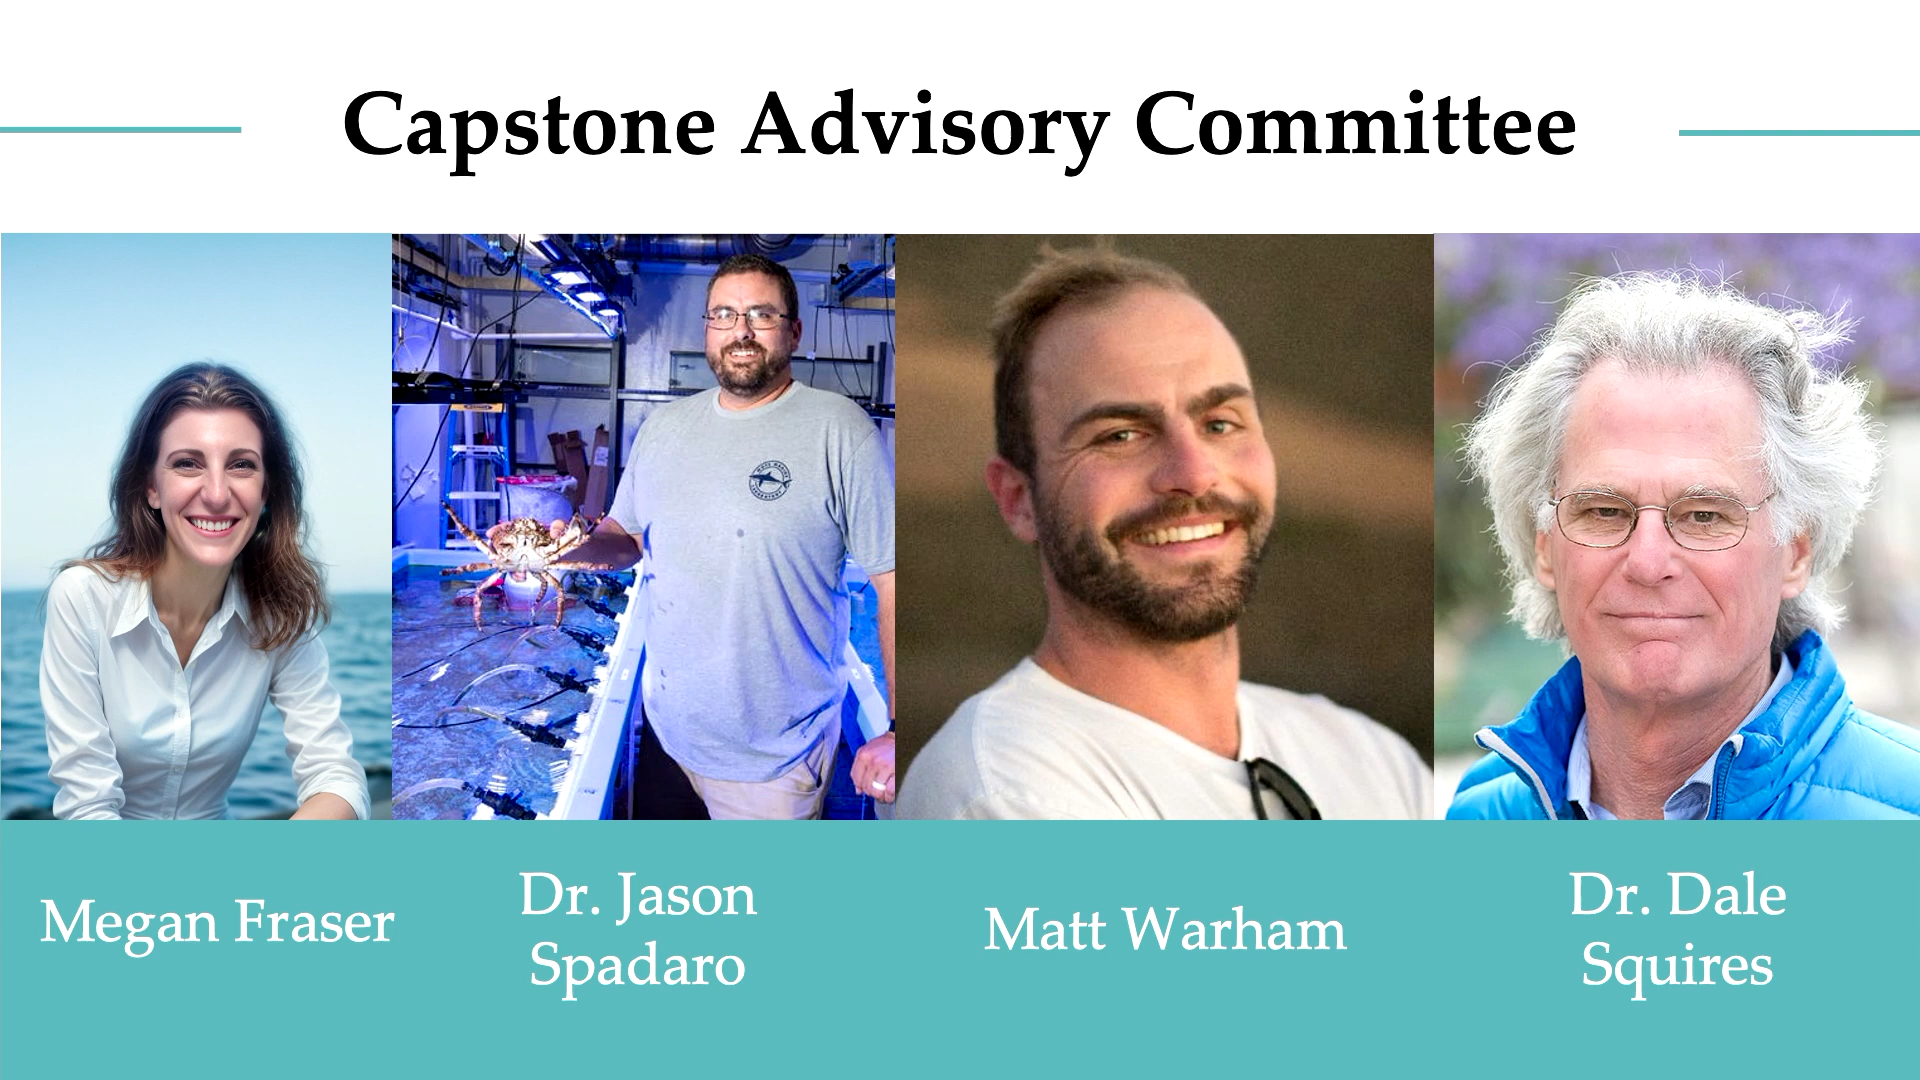 Capstone Advisory Committee
Megan Fraser
Dr. Jason
Spadaro
Matt Warham
Dr. Dale
Squires